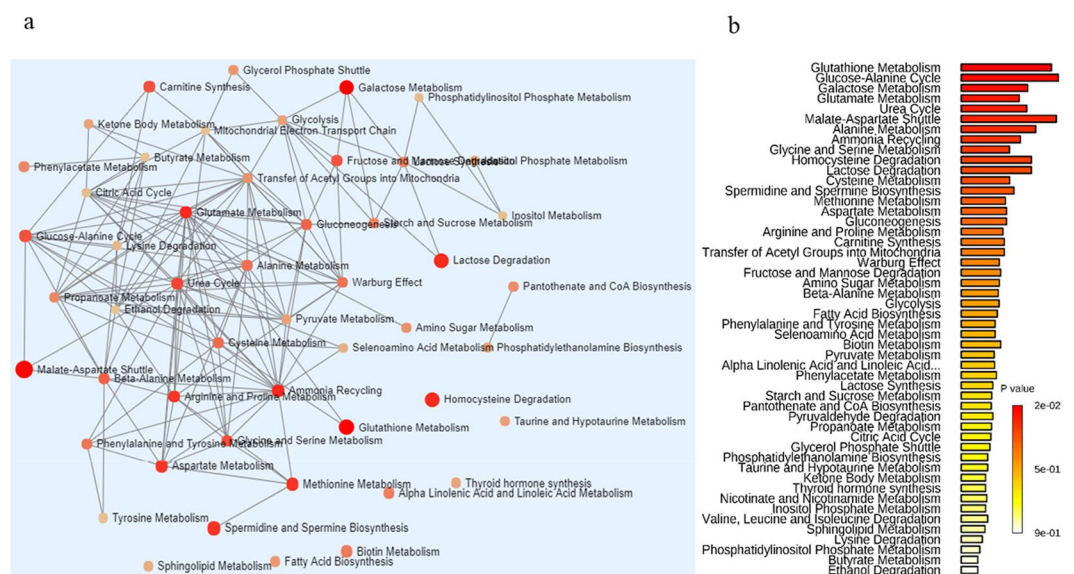 a
b
Glycerol Phosphate Shuttle
Carnitine Synthesis
Galactose Metabolism
Phosphatidylinositol Phosphate Metabolism
Ketone Body Metabolism
Glycolysis
Mitochondrial Electron Transport Chain
Butyrate Metabolism
Phenylacetate Metabolism
Fructose and Mannose Degradation
Lactose Synthesis
Inositol Phosphate Metabolism
Transfer of Acetyl Groups into Mitochondria
Citric Acid Cycle
Glutamate Metabolism
Inositol Metabolism
Gluconeogenesis
Sterch and Sucrose Metabolism
Glucose-Alanine Cycle
Lysine Degradation
Lactose Degradation
Alanine Metabolism
Urea Cycle
Warburg Effect
Pantothenate and CoA Biosynthesis
Propanoate Metabolism
Ethanol Degradation
Pyruvate Metabolism
Amino Sugar Metabolism
Cysteine Metabolism
Selenoamino Acid Metabolism
Phosphatidylethanolamine Biosynthesis
Malate-Aspartate Shuttle
Beta-Alanine Metabolism
Ammonia Recycling
Arginine and Proline Metabolism
Homocysteine Degradation
Glutathione Metabolism
Taurine and Hypotaurine Metabolism
Phenylalanine and Tyrosine Metabolism
Glycine and Serine Metabolism
Aspartate Metabolism
Methionine Metabolism
Thyroid hormone synthesis
Alpha Linolenic Acid and Linoleic Acid Metabolism
Tyrosine Metabolism
Spermidine and Spermine Biosynthesis
Biotin Metabolism
Sphingolipid Metabolism
Fatty Acid Biosynthesis
Glutathione Metabolism
Glucose-Alanine Cycle
Galactose Metabolism
Glutamate Metabolism
Urea Cycle
Malate-Aspartate Shuttle
Alanine Metabolism
Ammonia Recycling
Glycine and Serine Metabolism
Homocysteine Degradation
Lactose Degradation
Cysteine Metabolism
Spermidine and Spermine Biosynthesis
Methionine Metabolism
Aspartate Metabolism
Gluconeogenesis
Arginine and Proline Metabolism
Carnitine Synthesis
Transfer of Acetyl Groups into Mitochondria
Warburg Effect
Fructose and Mannose Degradation
Amino Sugar Metabolism
Beta-Alanine Metabolism
Glycolysis
Fatty Acid Biosynthesis
Phenylalanine and Tyrosine Metabolism
Selenoamino Acid Metabolism
Biotin Metabolism
Pyruvate Metabolism
Alpha Linolenic Acid and Linoleic Acid...
Phenylacetate Metabolism
Lactose Synthesis
Starch and Sucrose Metabolism
Pantothenate and CoA Biosynthesis
Pyruvaldehyde Degradation
Propanoate Metabolism
Citric Acid Cycle
Glycerol Phosphate Shuttle
Phosphatidylethanolamine Biosynthesis
Taurine and Hypotaurine Metabolism
Ketone Body Metabolism
Thyroid hormone synthesis
Nicotinate and Nicotinamide Metabolism
Inositol Phosphate Metabolism
Valine, Leucine and Isoleucine Degradation
Sphingolipid Metabolism
Lysine Degradation
Phosphatidylinositol Phosphate Metabolism
Butyrate Metabolism
Ethanol Degradation
P value
2e-02
5e-01
9e-01